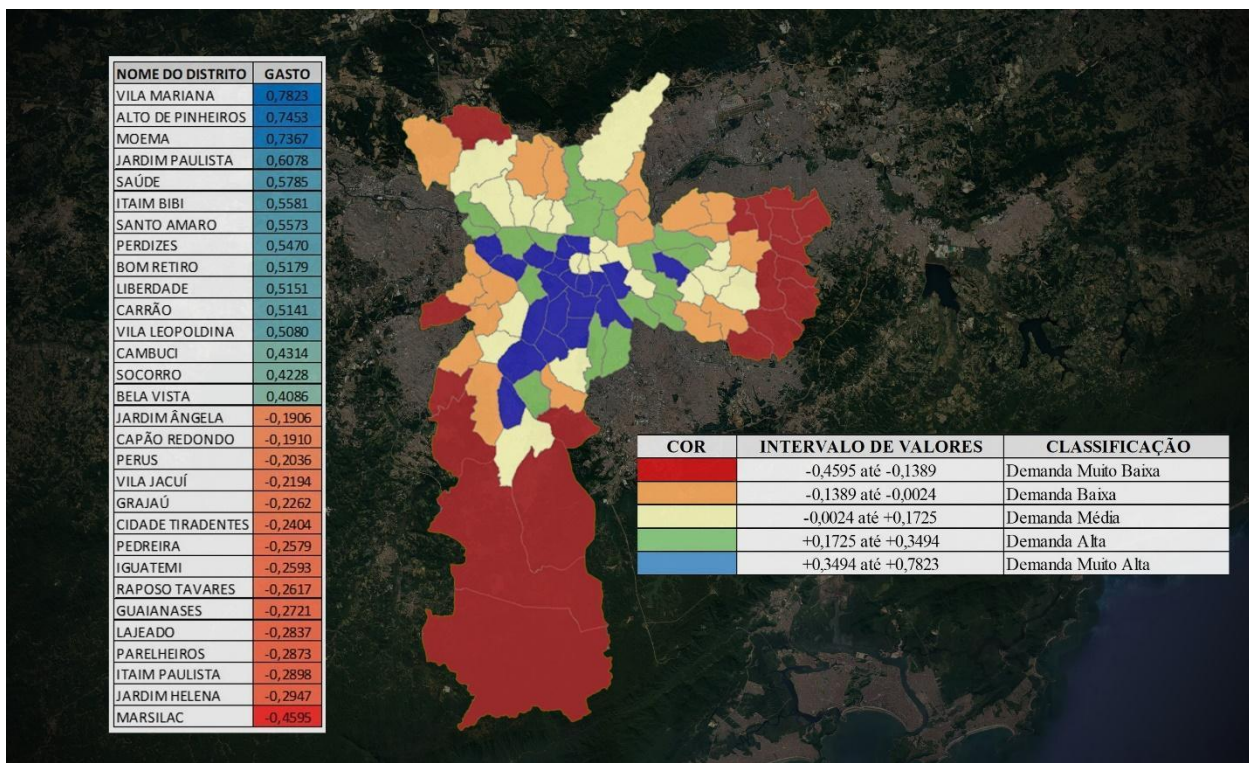 NOME DO DISTRITO GASTO
VILA MARIANA 0,7823
ALTO DE PINHEIROS 0,7453
MOEMA 0,7367
JARDIM PAULISTA 0,6078
SAÚDE 0,5785
ITAIM BIBI 0,5581
SANTO AMARO 0,5573
PERDIZES 0,5470
BOM RETIRO 0,5179
LIBERDADE 0,5151
CARRÃO 0,5141
VILA LEOPOLDINA 0,5080
CAMBUCI 0,4314
SOCORRO 0,4228
BELA VISTA 0,4086
JARDIM ÂNGELA -0,1906
CAPÃO REDONDO -0,1910
PERUS -0,2036
VILA JACUÍ -0,2194
GRAJAÚ -0,2262
CIDADE TIRADENTES -0,2404
PEDREIRA -0,2579
IGUATEMI -0,2593
RAPOSO TAVARES -0,2617
GUAIANASES -0,2721
LAJEADO -0,2837
PARELHEIROS -0,2873
ITAIM PAULISTA -0,2898
JARDIM HELENA -0,2947
MARSILAC -0,4595
COR INTERVALO DE VALORES CLASSIFICAÇÃO
-0,4595 até -0,1389 Demanda Muito Baixa
-0,1389 até -0,0024 Demanda Baixa
-0,0024 até +0,1725 Demanda Média
+0,1725 até +0,3494 Demanda Alta
+0,3494 até +0,7823 Demanda Muito Alta